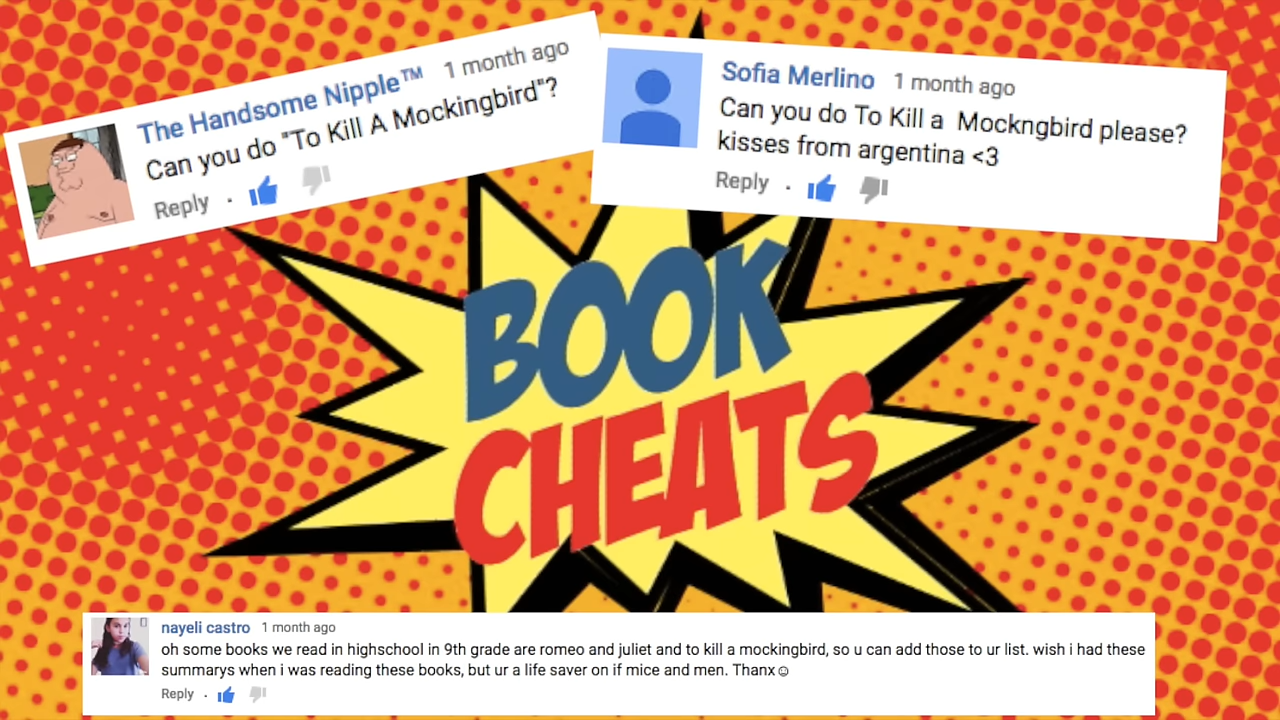 The Handsome Nipple™ 1 month ago
Can you do "To Kill A Mockingbird"?
Reply ·
Sofia Merlino 1 month ago
Can you do To Kill a Mockngbird please?
kisses from argentina <3
Reply ·
BOOK
CHEATS
nayeli castro 1 month ago
oh some books we read in highschool in 9th grade are romeo and juliet and to kill a mockingbird, so u can add those to ur list. wish i had these
summarys when i was reading these books, but ur a life saver on if mice and men. Thanx☺
Reply ·